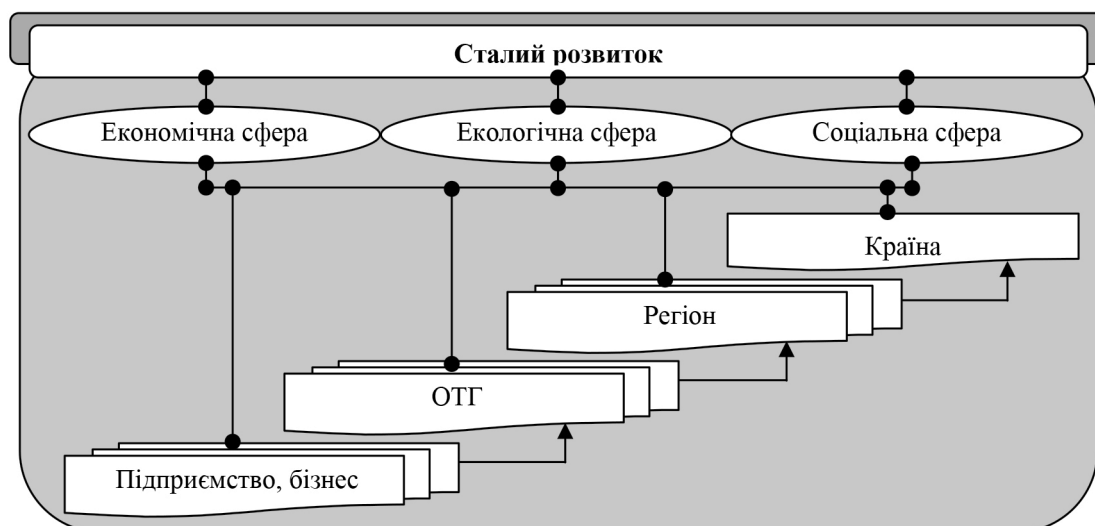 Сталий розвиток
Економічна сфера
Екологічна сфера
Соціальна сфера
Країна
Регіон
ОТГ
Підприємство, бізнес